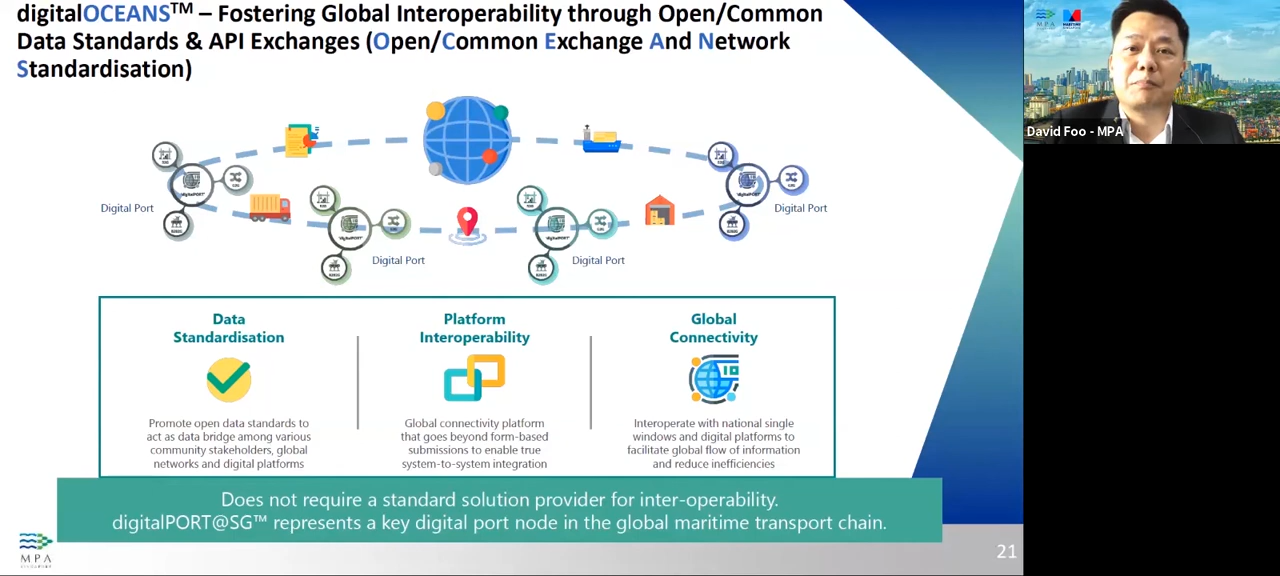 digitalOCEANS™ – Fostering Global Interoperability through Open/Common
Data Standards & API Exchanges (Open/Common Exchange And Network
Standardisation)
MPA
David Foo - MPA
Digital Port
Digital Port
Digital Port
Digital Port
Data
Standardisation
Promote open data standards to
act as data bridge among various
community stakeholders, global
networks and digital platforms
Platform
Interoperability
Global connectivity platform
that goes beyond form-based
submissions to enable true
system-to-system integration
Global
Connectivity
Interoperate with national single
windows and digital platforms to
facilitate global flow of information
and reduce inefficiencies
Does not require a standard solution provider for inter-operability.
digitalPORT@SG™ represents a key digital port node in the global maritime transport chain.
MPA
SINGAPORE
21